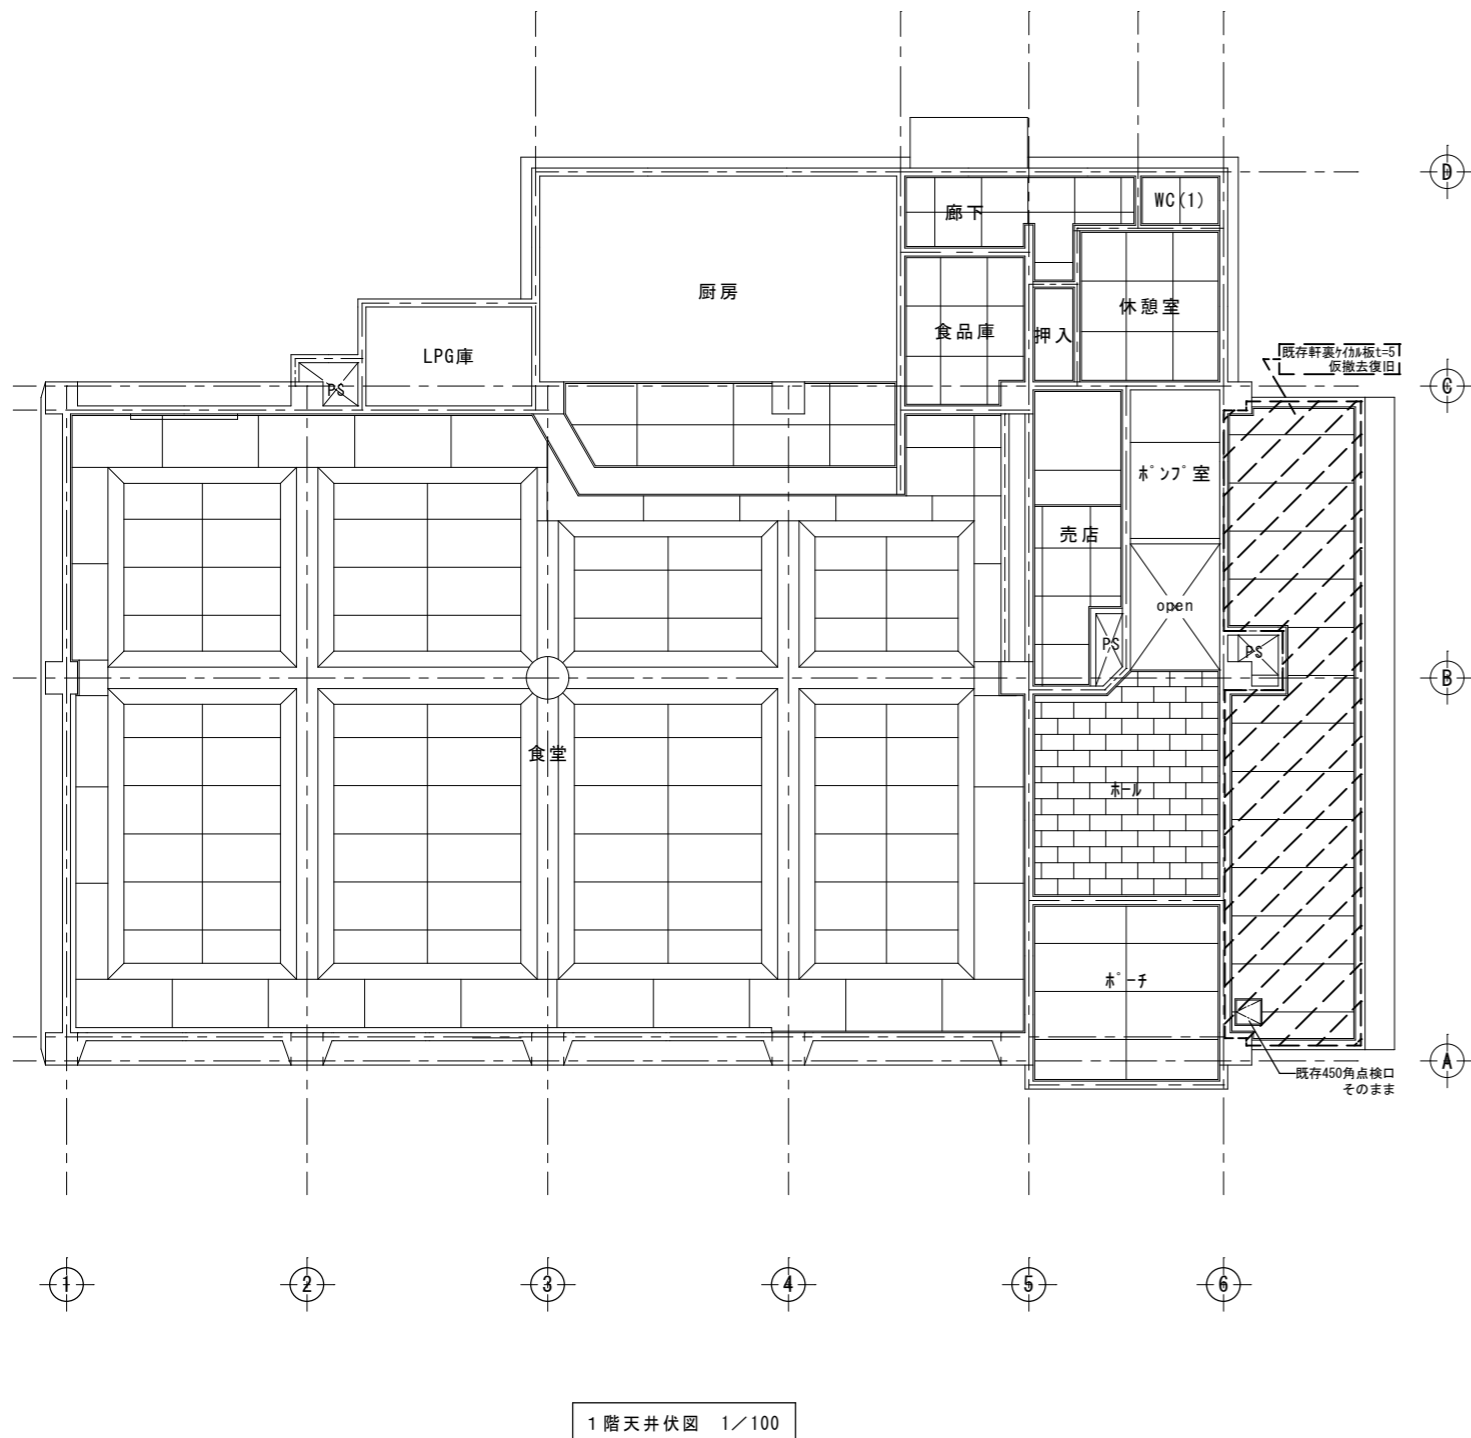 D
廊下
WC(1)
厨房
休憩室
食品庫
押入
LPG庫
既存軒裏ケイカル板t=5
仮撤去復旧
PS
C
ポンプ室
売店
open
PS
PS
B
食堂
ホール
ポーチ
A
既存450角点検口
そのまま
1
2
3
4
5
6
1階天井伏図 1/100